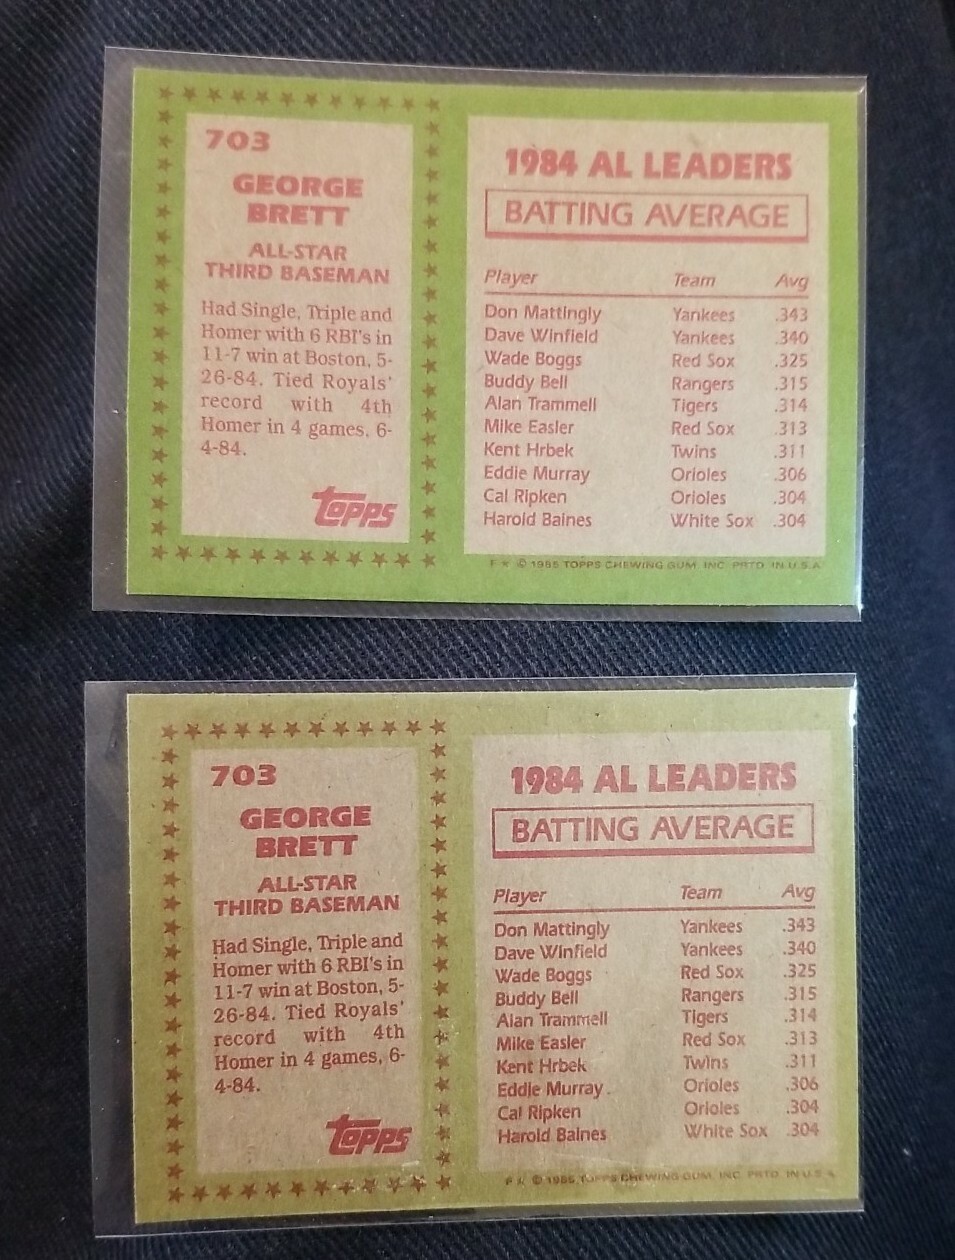 703
GEORGE
BRETT
ALL-STAR
THIRD BASEMAN
Had Single, Triple and
Homer with 6 RBI's in
11-7 win at Boston, 5-
26-84. Tied Royals'
record with 4th
Homer in 4 games, 6-
4-84.
Topps
1984 AL LEADERS
BATTING AVERAGE
Player Team Avg
Don Mattingly Yankees .343
Dave Winfield Yankees .340
Wade Boggs Red Sox .325
Buddy Bell Rangers .315
Alan Trammell Tigers .314
Mike Easler Red Sox .313
Kent Hrbek Twins .311
Eddie Murray Orioles .306
Cal Ripken Orioles .304
Harold Baines White Sox .304
F * © 1985 TOPPS CHEWING GUM, INC. PRTD. IN U.S.A.
703
GEORGE
BRETT
ALL-STAR
THIRD BASEMAN
Had Single, Triple and
Homer with 6 RBI's in
11-7 win at Boston, 5-
26-84. Tied Royals'
record with 4th
Homer in 4 games, 6-
4-84.
Topps
1984 AL LEADERS
BATTING AVERAGE
Player Team Avg
Don Mattingly Yankees .343
Dave Winfield Yankees .340
Wade Boggs Red Sox .325
Buddy Bell Rangers .315
Alan Trammell Tigers .314
Mike Easler Red Sox .313
Kent Hrbek Twins .311
Eddie Murray Orioles .306
Cal Ripken Orioles .304
Harold Baines White Sox .304
F * © 1985 TOPPS CHEWING GUM, INC. PRTD. IN U.S.A.